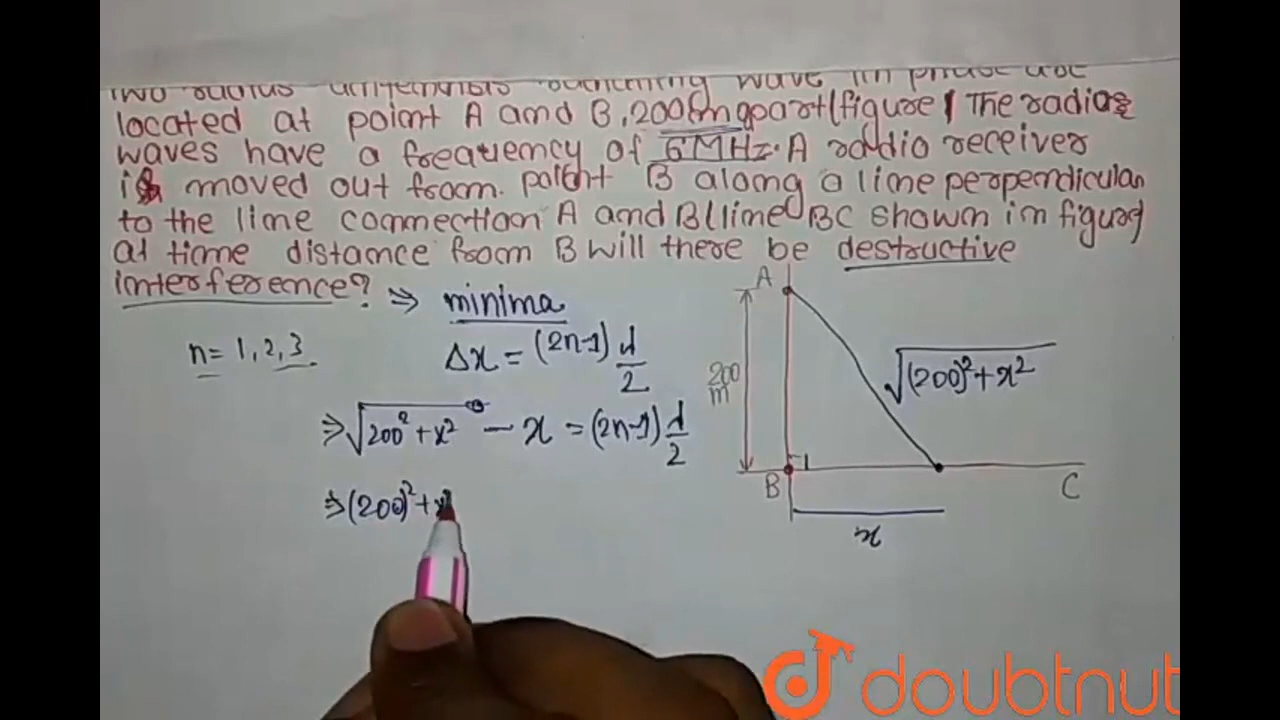 located at point A and B, 200m apart (figure) The radio
waves have a frequency of 6MHz. A radio receiver
is moved out from point B along a line perpendicular
to the line connection A and B (line BC shown in figure)
at time distance from B will there be destructive
interference? ⇒ minima
n = 1, 2, 3
Δx = (2n-1) λ/2
⇒ √200² + x² - x = (2n-1) λ/2
⇒ (200)² + x²
A
200
m
√(200)² + x²
B
C
x
doubtnut